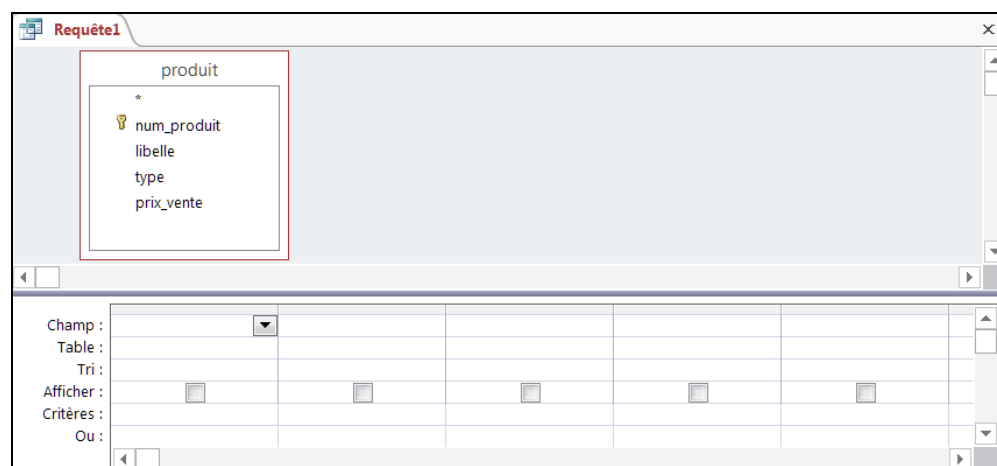 Requête1
produit
*
num_produit
libelle
type
prix_vente
Champ :
Table :
Tri :
Afficher :
Critères :
Ou :